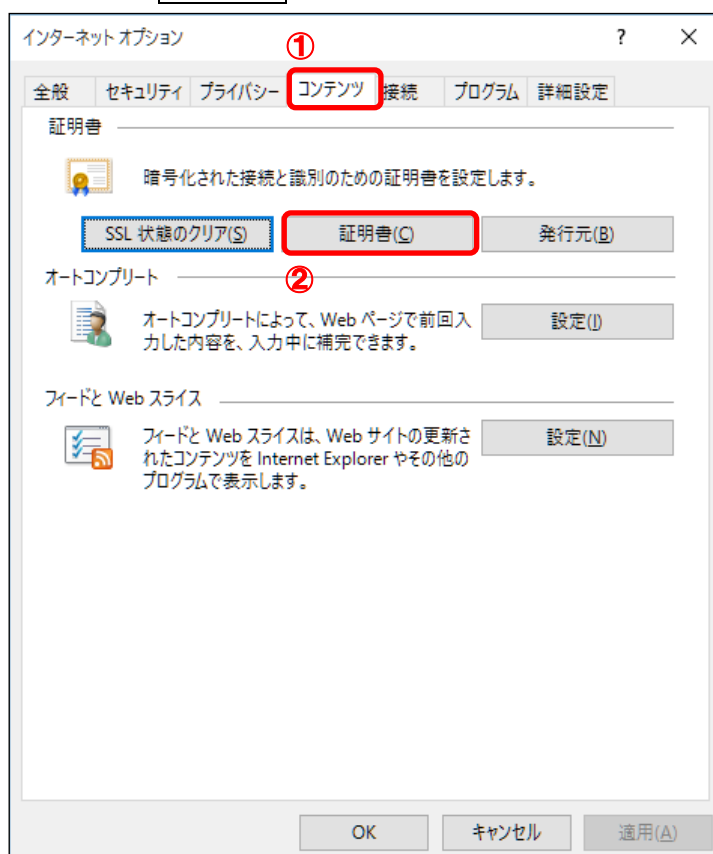 インターネット オプション
?
×
①
全般 セキュリティ プライバシー コンテンツ 接続 プログラム 詳細設定
証明書
暗号化された接続と識別のための証明書を設定します。
SSL 状態のクリア(S) 証明書(C) 発行元(B)
②
オートコンプリート
オートコンプリートによって、Web ページで前回入
力した内容を、入力中に補完できます。
設定(I)
フィードと Web スライス
フィードと Web スライスは、Web サイトの更新さ
れたコンテンツを Internet Explorer やその他の
プログラムで表示します。
設定(N)
OK キャンセル 適用(A)